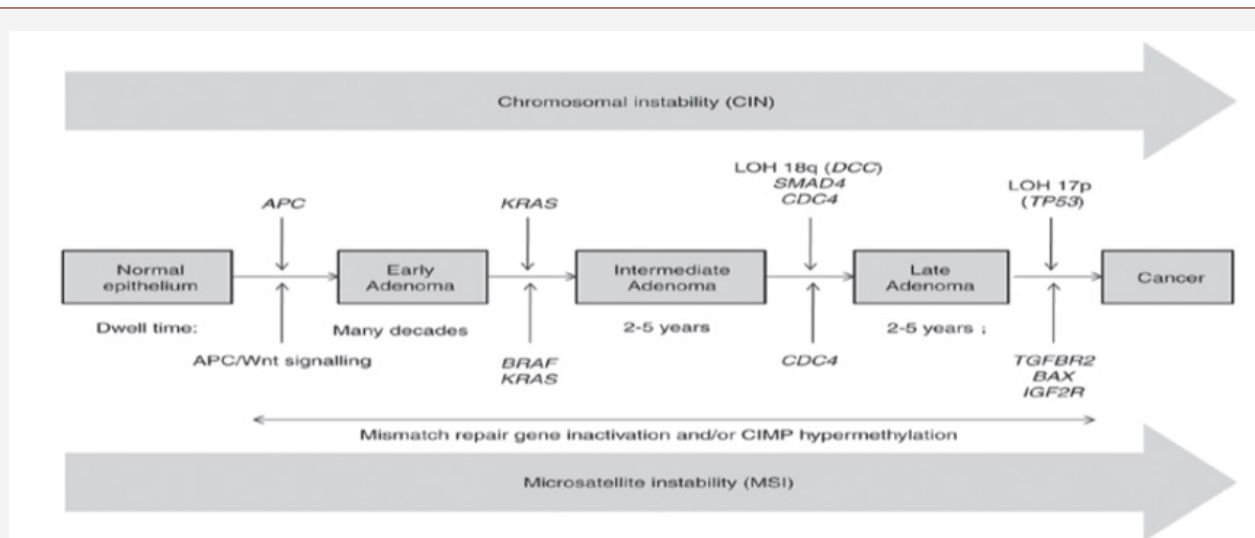 Chromosomal instability (CIN)
LOH 18q (DCC)
SMAD4
CDC4
LOH 17p
(TP53)
APC
KRAS
Normal
epithelium
Early
Adenoma
Intermediate
Adenoma
Late
Adenoma
Cancer
Dwell time:
Many decades
2-5 years
2-5 years ;
APC/Wnt signalling
BRAF
KRAS
CDC4
TGFBR2
BAX
IGF2R
Mismatch repair gene inactivation and/or CIMP hypermethylation
Microsatellite instability (MSI)